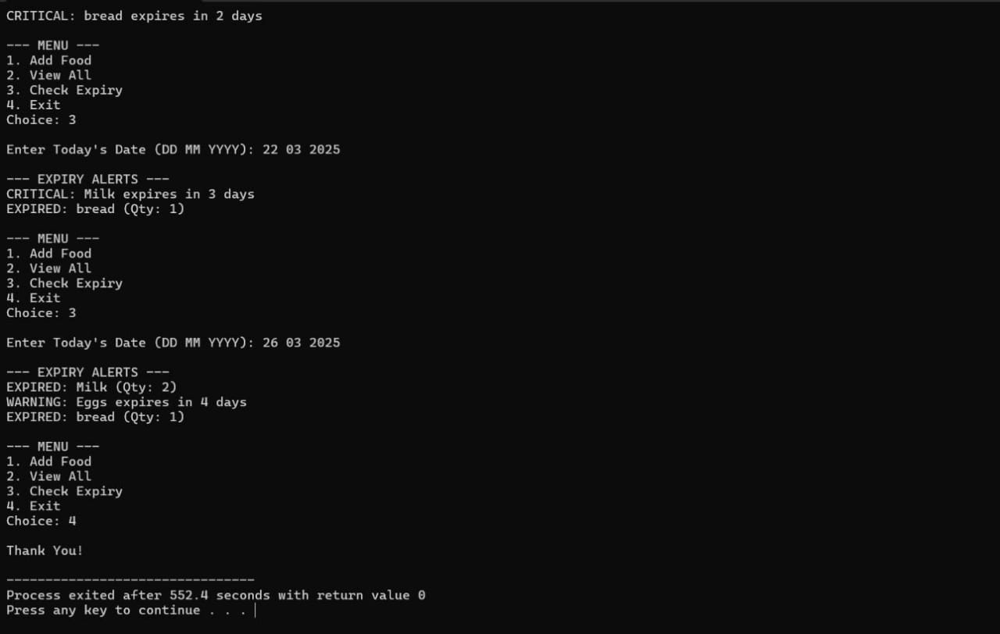 CRITICAL: bread expires in 2 days
--- MENU ---
1. Add Food
2. View All
3. Check Expiry
4. Exit
Choice: 3
Enter Today's Date (DD MM YYYY): 22 03 2025
--- EXPIRY ALERTS ---
CRITICAL: Milk expires in 3 days
EXPIRED: bread (Qty: 1)
--- MENU ---
1. Add Food
2. View All
3. Check Expiry
4. Exit
Choice: 3
Enter Today's Date (DD MM YYYY): 26 03 2025
--- EXPIRY ALERTS ---
EXPIRED: Milk (Qty: 2)
WARNING: Eggs expires in 4 days
EXPIRED: bread (Qty: 1)
--- MENU ---
1. Add Food
2. View All
3. Check Expiry
4. Exit
Choice: 4
Thank You!
--------------------------------
Process exited after 552.4 seconds with return value 0
Press any key to continue . . .